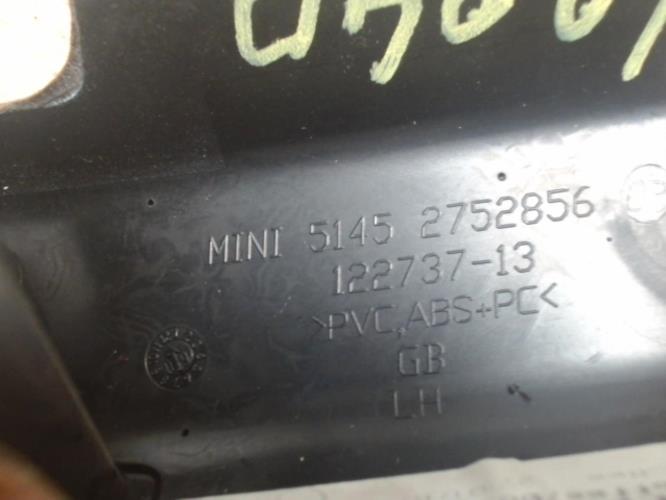 MINI 5145 2752856
122737-13
>PVC,ABS+PC<
GB
LH